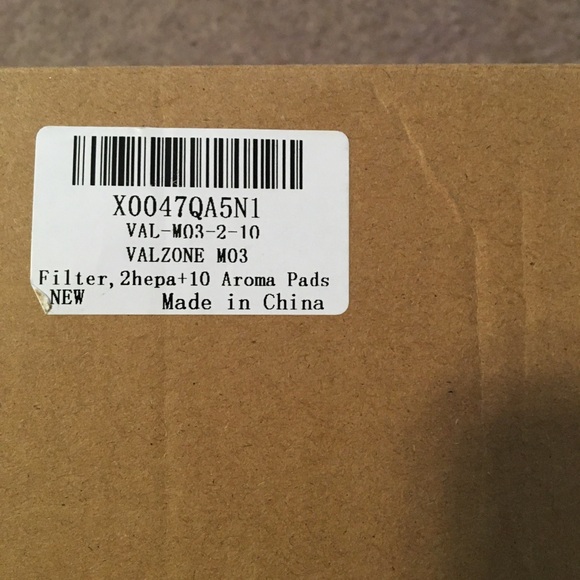 X0047QA5N1
VAL-M03-2-10
VALZONE M03
Filter,2hepa+10 Aroma Pads
NEW Made in China